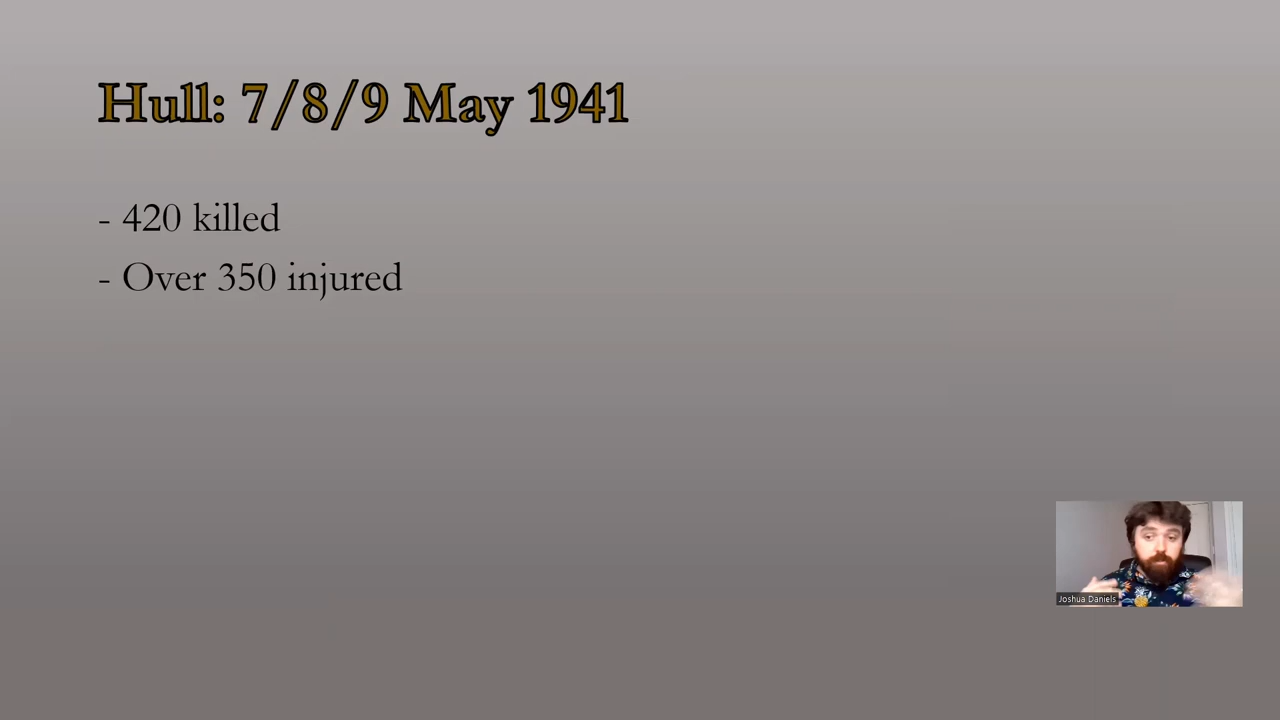 Hull: 7/8/9 May 1941
- 420 killed
- Over 350 injured
Joshua Daniels